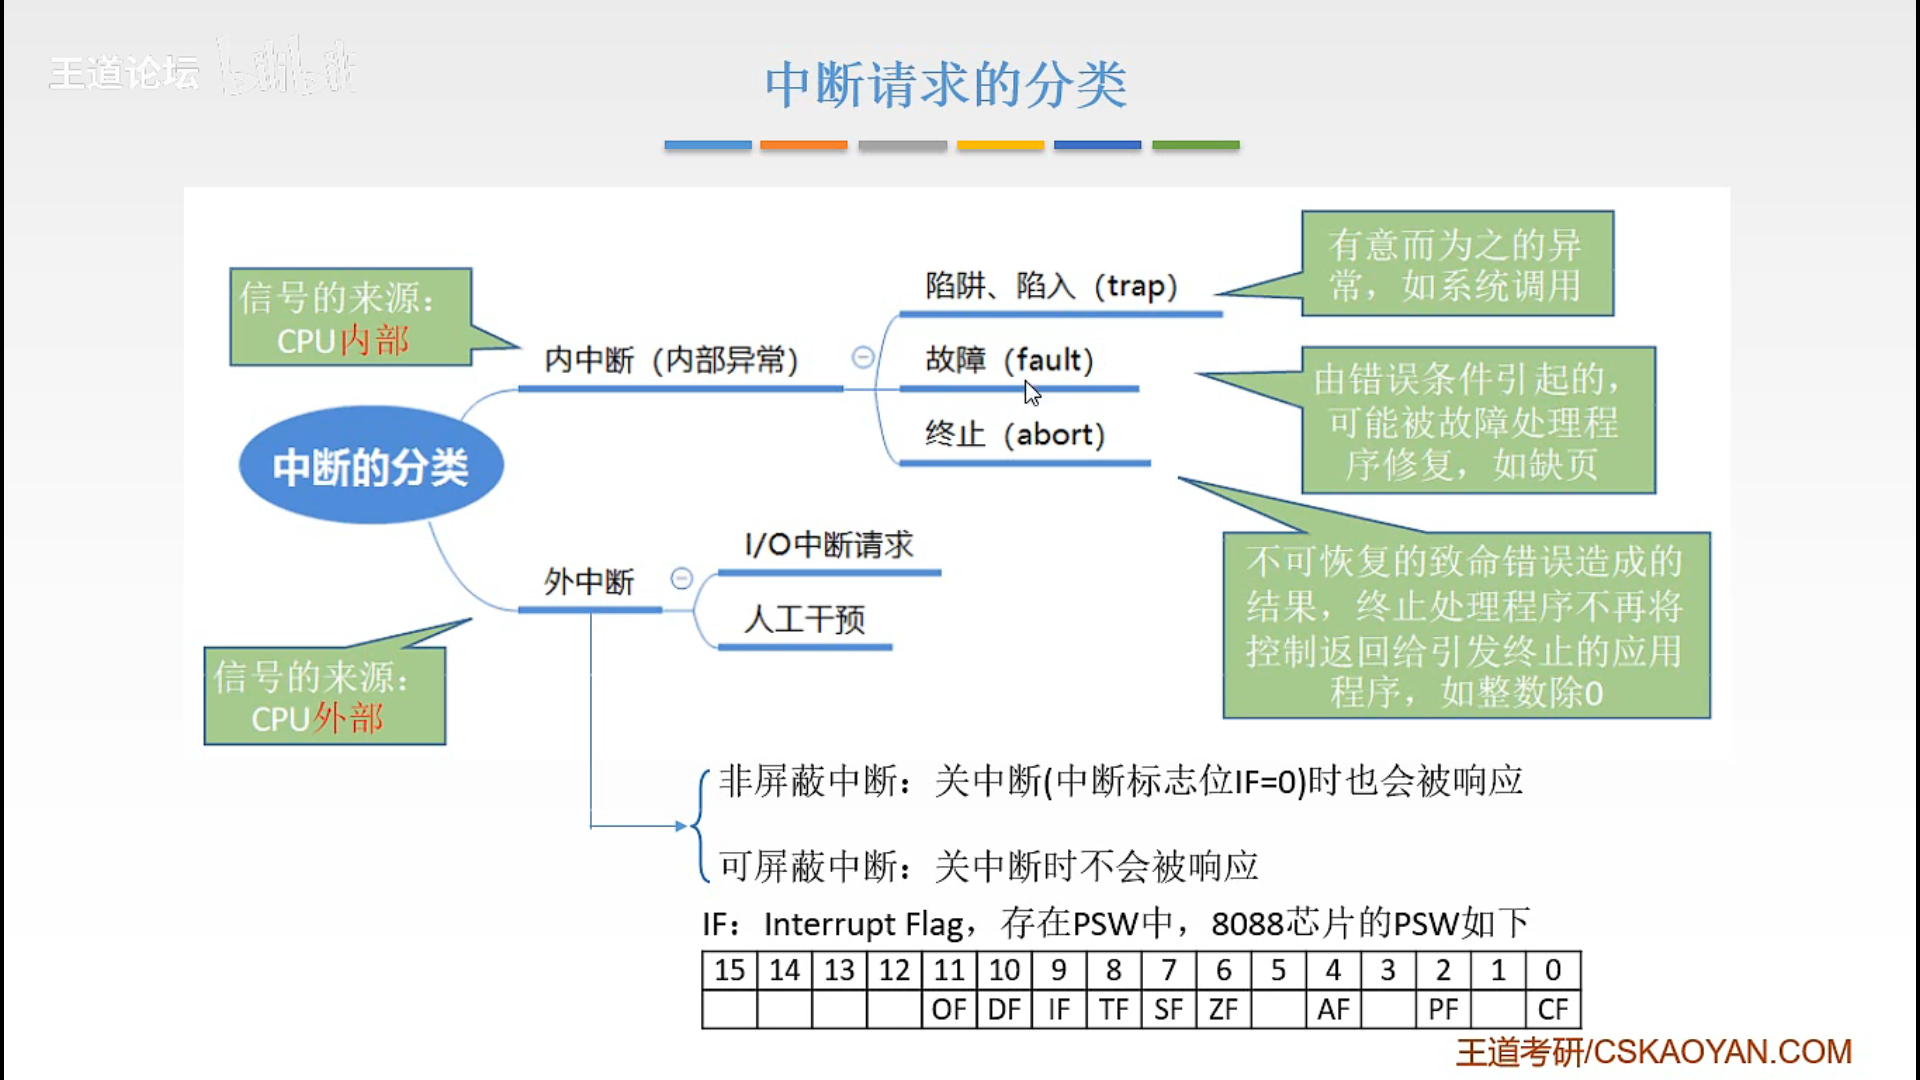 王道论坛 bilibili
中断请求的分类
信号的来源：
CPU内部
中断的分类
信号的来源：
CPU外部
内中断（内部异常）
陷阱、陷入（trap）
故障（fault）
终止（abort）
外中断
I/O中断请求
人工干预
有意而为之的异
常，如系统调用
由错误条件引起的，
可能被故障处理程
序修复，如缺页
不可恢复的致命错误造成的
结果，终止处理程序不再将
控制返回给引发终止的应用
程序，如整数除0
非屏蔽中断：关中断(中断标志位IF=0)时也会被响应
可屏蔽中断：关中断时不会被响应
IF：Interrupt Flag，存在PSW中，8088芯片的PSW如下
15 14 13 12 11 10 9 8 7 6 5 4 3 2 1 0
OF DF IF TF SF ZF AF PF CF
王道考研/CSKAOYAN.COM